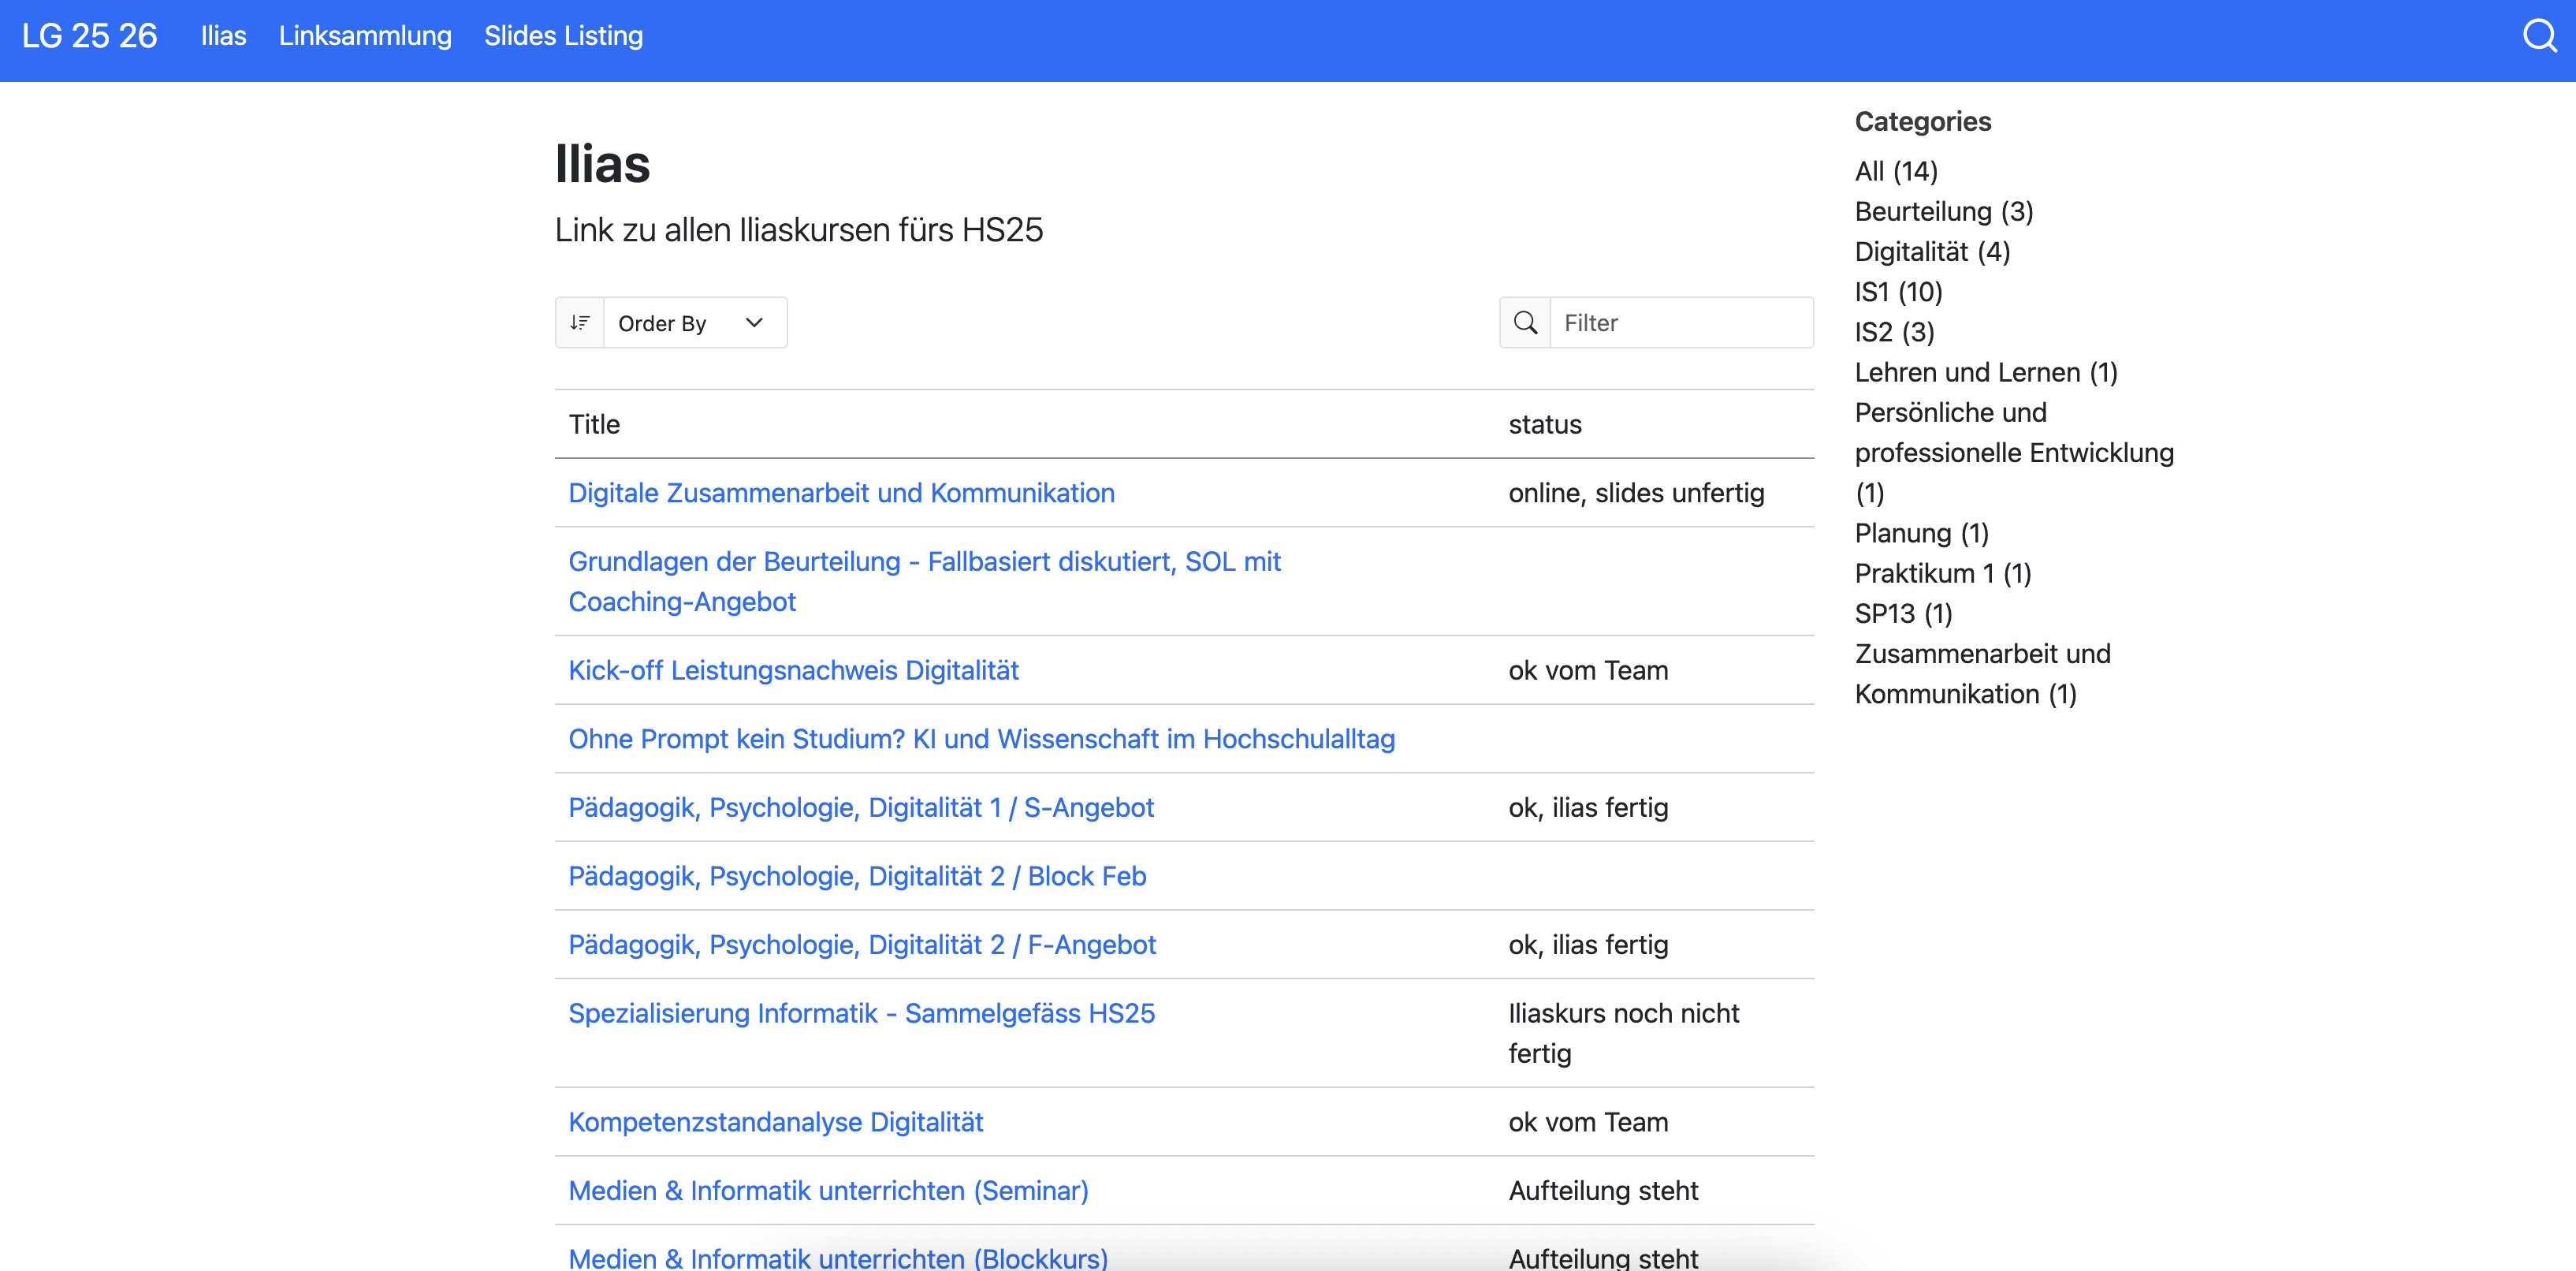 LG 25 26 Ilias Linksammlung Slides Listing
Ilias
Link zu allen Iliaskursen fürs HS25
Order By
Filter
Title status
Digitale Zusammenarbeit und Kommunikation online, slides unfertig
Grundlagen der Beurteilung - Fallbasiert diskutiert, SOL mit
Coaching-Angebot
Kick-off Leistungsnachweis Digitalität ok vom Team
Ohne Prompt kein Studium? KI und Wissenschaft im Hochschulalltag
Pädagogik, Psychologie, Digitalität 1 / S-Angebot ok, ilias fertig
Pädagogik, Psychologie, Digitalität 2 / Block Feb
Pädagogik, Psychologie, Digitalität 2 / F-Angebot ok, ilias fertig
Spezialisierung Informatik - Sammelgefäss HS25 Iliaskurs noch nicht
fertig
Kompetenzstandanalyse Digitalität ok vom Team
Medien & Informatik unterrichten (Seminar) Aufteilung steht
Medien & Informatik unterrichten (Blockkurs) Aufteilung steht
Categories
All (14)
Beurteilung (3)
Digitalität (4)
IS1 (10)
IS2 (3)
Lehren und Lernen (1)
Persönliche und
professionelle Entwicklung
(1)
Planung (1)
Praktikum 1 (1)
SP13 (1)
Zusammenarbeit und
Kommunikation (1)